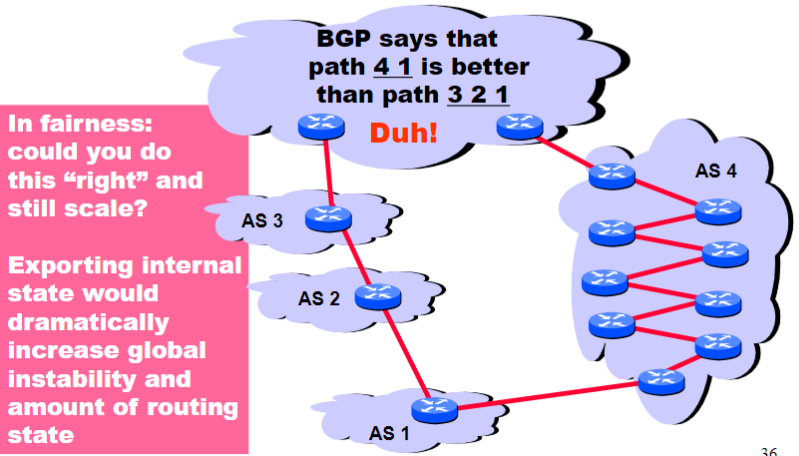 BGP says that
path 4 1 is better
than path 3 2 1
Duh!
In fairness:
could you do
this “right” and
still scale?
Exporting internal
state would
dramatically
increase global
instability and
amount of routing
state
AS 4
AS 3
AS 2
AS 1
36